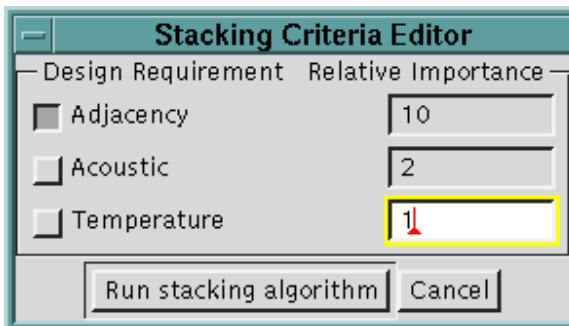 Stacking Criteria Editor
Design Requirement Relative Importance
Adjacency 10
Acoustic 2
Temperature 1
Run stacking algorithm Cancel